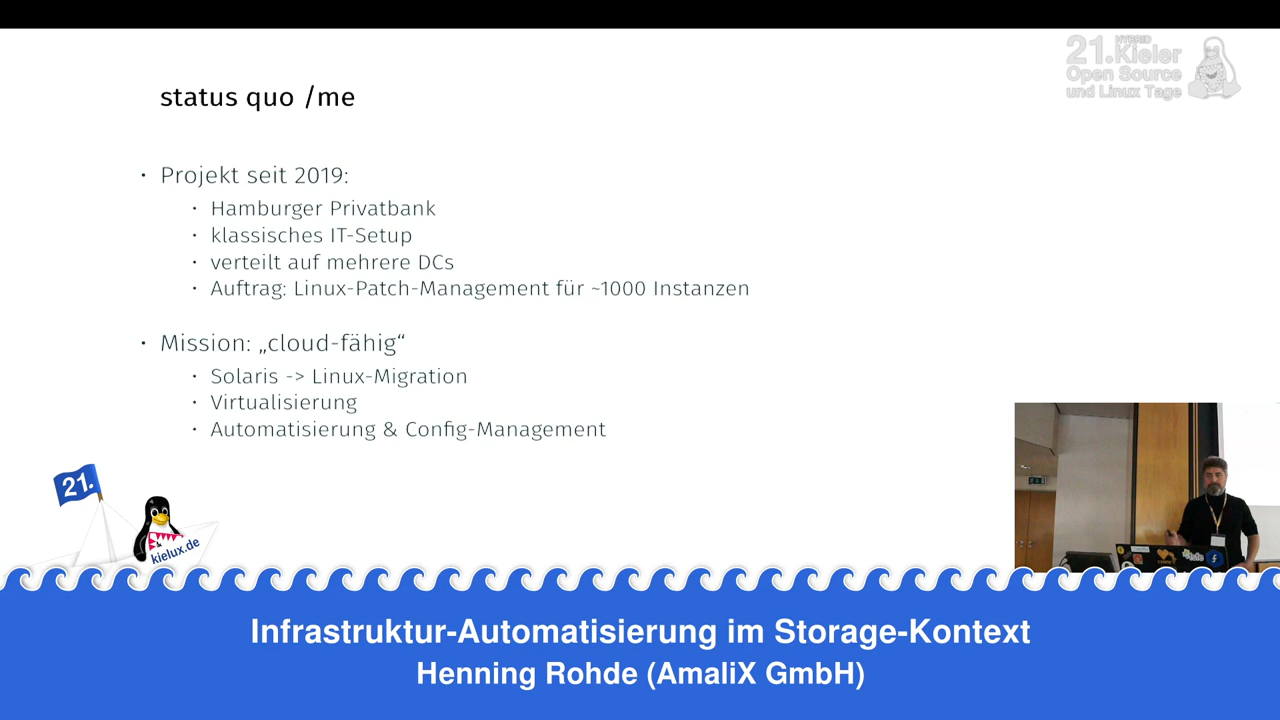 HYBRID
21.Kieler
Open Source
und Linux Tage
status quo /me
• Projekt seit 2019:
• Hamburger Privatbank
• klassisches IT-Setup
• verteilt auf mehrere DCs
• Auftrag: Linux-Patch-Management für ~1000 Instanzen
• Mission: „cloud-fähig“
• Solaris -> Linux-Migration
• Virtualisierung
• Automatisierung & Config-Management
21.
kielux.de
Infrastruktur-Automatisierung im Storage-Kontext
Henning Rohde (AmaliX GmbH)